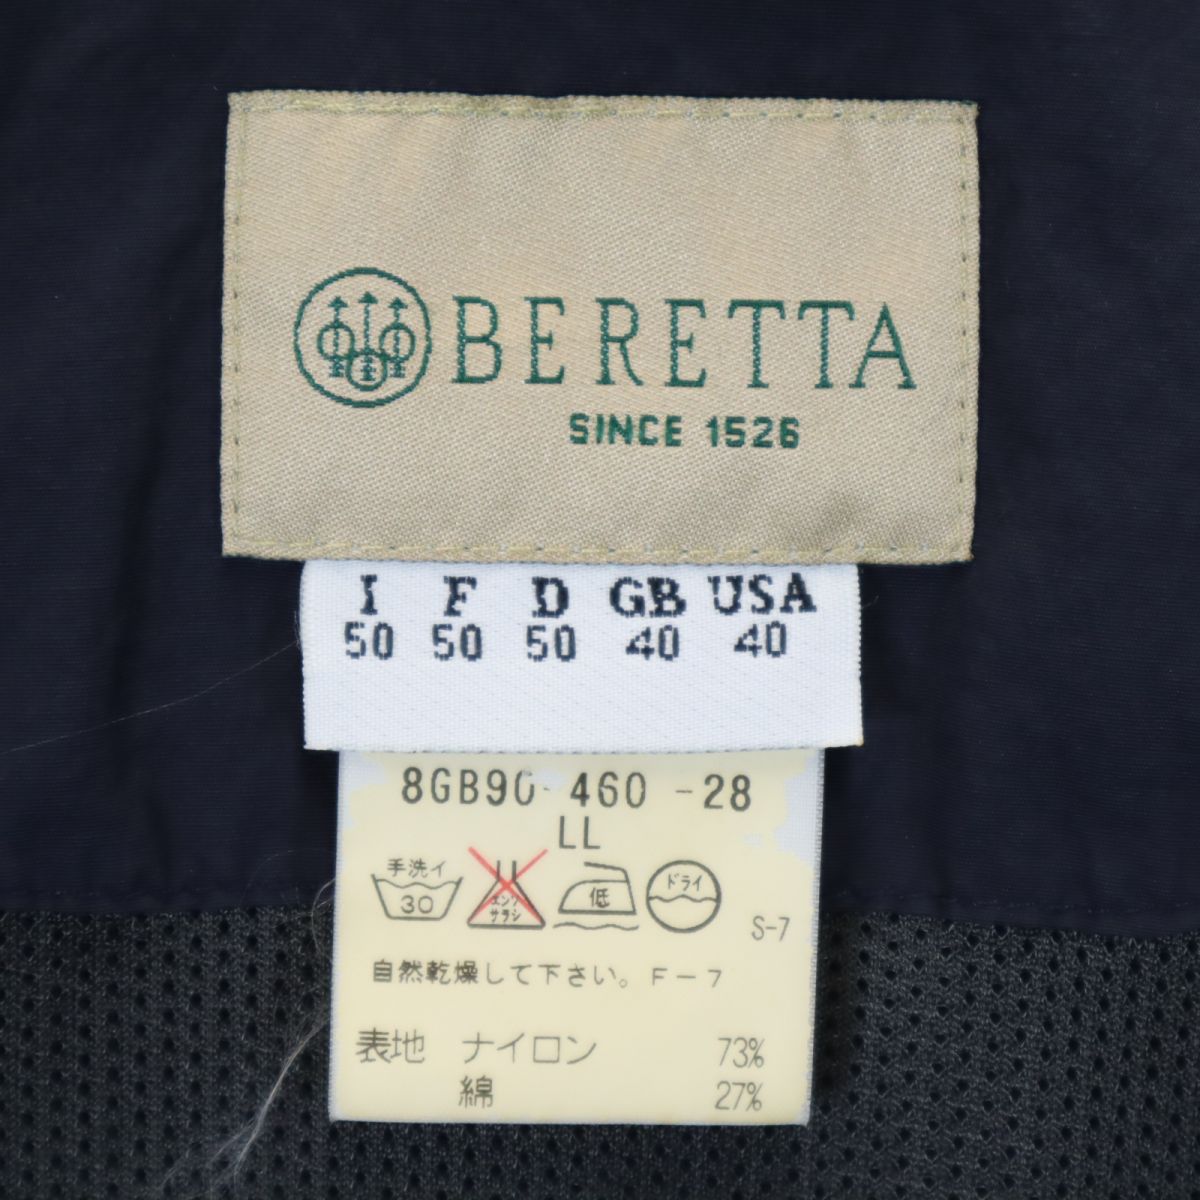 BERETTA
SINCE 1526
I F D GB USA
50 50 50 40 40
8GB90-460-28
LL
手洗イ
30
エンソ
サラシ
低
ドライ
S-7
自然乾燥して下さい。F-7
表地 ナイロン 73%
綿 27%